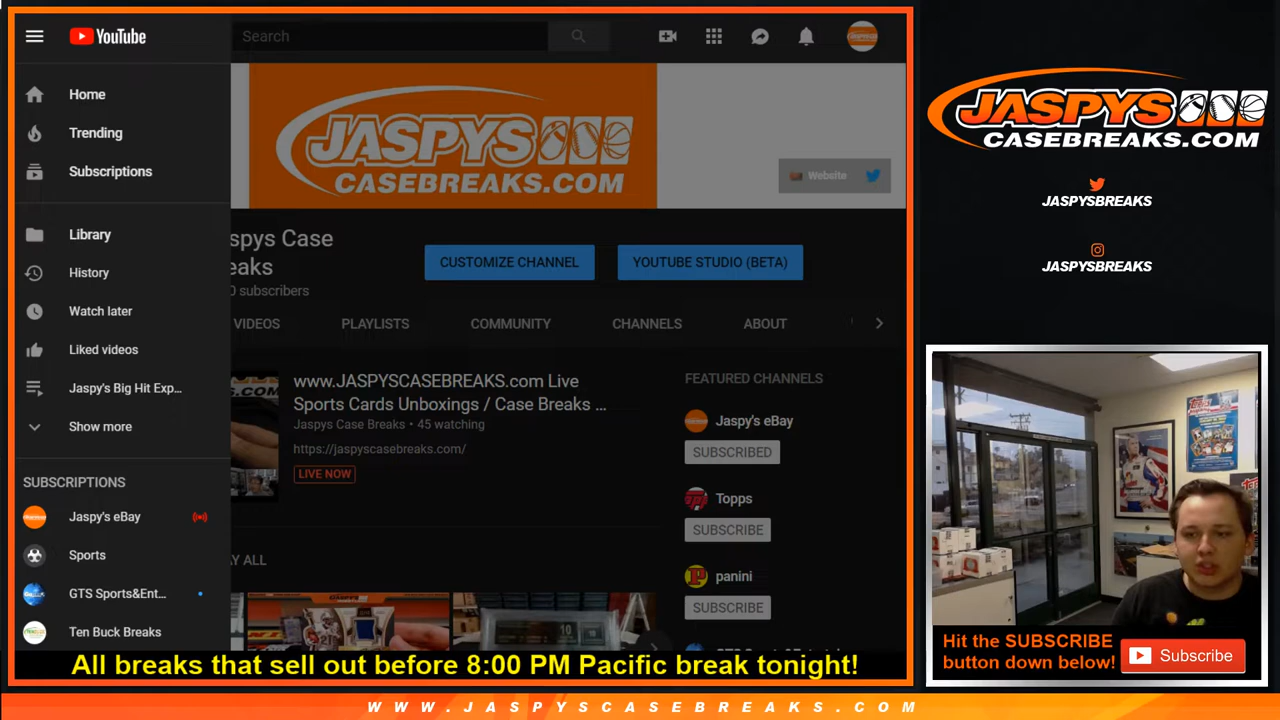 YouTube
Search
Home
Trending
Subscriptions
Library
History
Watch later
Liked videos
Jaspy's Big Hit Exp...
Show more
SUBSCRIPTIONS
Jaspy's eBay
Sports
GTS Sports&Ent...
Ten Buck Breaks
JASPYS
CASEBREAKS.COM
Website
spys Case
eaks
0 subscribers
CUSTOMIZE CHANNEL
YOUTUBE STUDIO (BETA)
VIDEOS
PLAYLISTS
COMMUNITY
CHANNELS
ABOUT
www.JASPYSCASEBREAKS.com Live
Sports Cards Unboxings / Case Breaks ...
Jaspys Case Breaks • 45 watching
https://jaspyscasebreaks.com/
LIVE NOW
AY ALL
FEATURED CHANNELS
Jaspy's eBay
SUBSCRIBED
Topps
SUBSCRIBE
panini
SUBSCRIBE
All breaks that sell out before 8:00 PM Pacific break tonight!
JASPYS
CASEBREAKS.COM
JASPYSBREAKS
JASPYSBREAKS
Hit the SUBSCRIBE
button down below!
Subscribe
WWW.JASPYSCASEBREAKS.COM